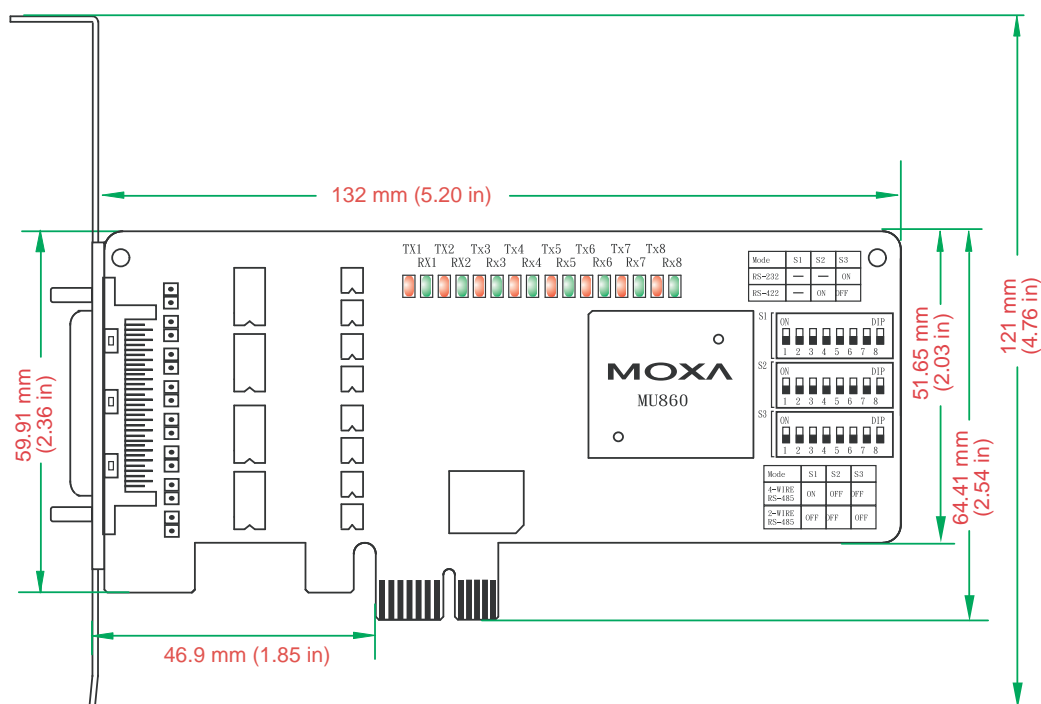 132 mm (5.20 in)
121 mm
(4.76 in)
TX1 TX2 Tx3 Tx4 Tx5 Tx6 Tx7 Tx8
RX1 RX2 Rx3 Rx4 Rx5 Rx6 Rx7 Rx8
Mode S1 S2 S3
RS-232 — — ON
RS-422 — ON OFF
S1
ON DIP
1 2 3 4 5 6 7 8
S2
ON DIP
1 2 3 4 5 6 7 8
S3
ON DIP
1 2 3 4 5 6 7 8
MOXA
MU860
51.65 mm
(2.03 in)
59.91 mm
(2.36 in)
64.41 mm
(2.54 in)
Mode S1 S2 S3
4-WIRE
RS-485 ON OFF OFF
2-WIRE
RS-485 OFF OFF OFF
46.9 mm (1.85 in)